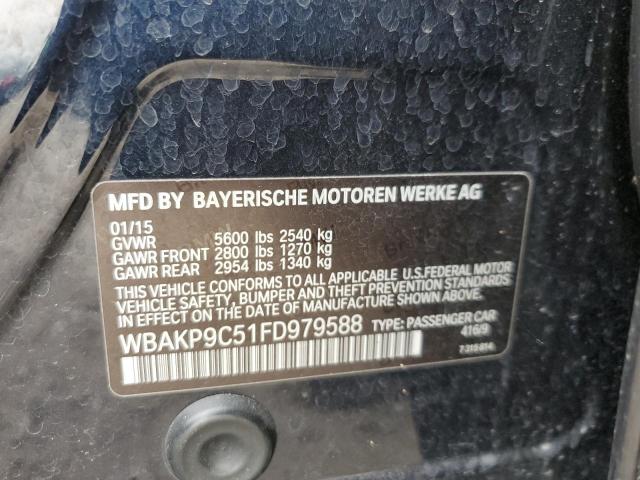 MFD BY BAYERISCHE MOTOREN WERKE AG
01/15
GVWR 5600 lbs 2540 kg
GAWR FRONT 2800 lbs 1270 kg
GAWR REAR 2954 lbs 1340 kg
THIS VEHICLE CONFORMS TO ALL APPLICABLE U.S.FEDERAL MOTOR
VEHICLE SAFETY, BUMPER AND THEFT PREVENTION STANDARDS
IN EFFECT ON THE DATE OF MANUFACTURE SHOWN ABOVE.
WBAKP9C51FD979588 TYPE: PASSENGER CAR
416/9